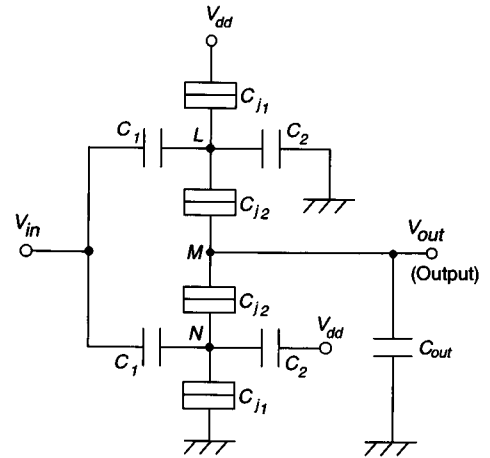 V_dd
C_j1
C_1
L
C_2
C_j2
V_in
M
V_out
(Output)
C_j2
N
V_dd
C_1
C_2
C_out
C_j1